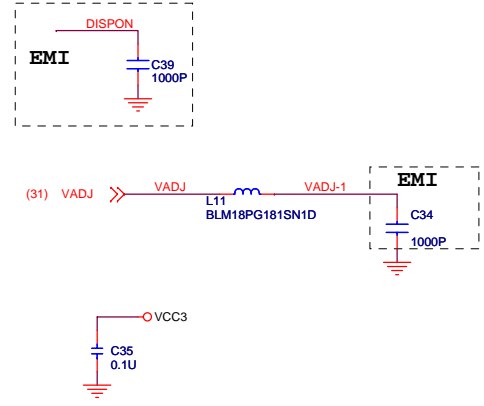 DISPON
EMI
C39
1000P
EMI
(31) VADJ VADJ VADJ-1
L11
BLM18PG181SN1D
C34
1000P
VCC3
C35
0.1U